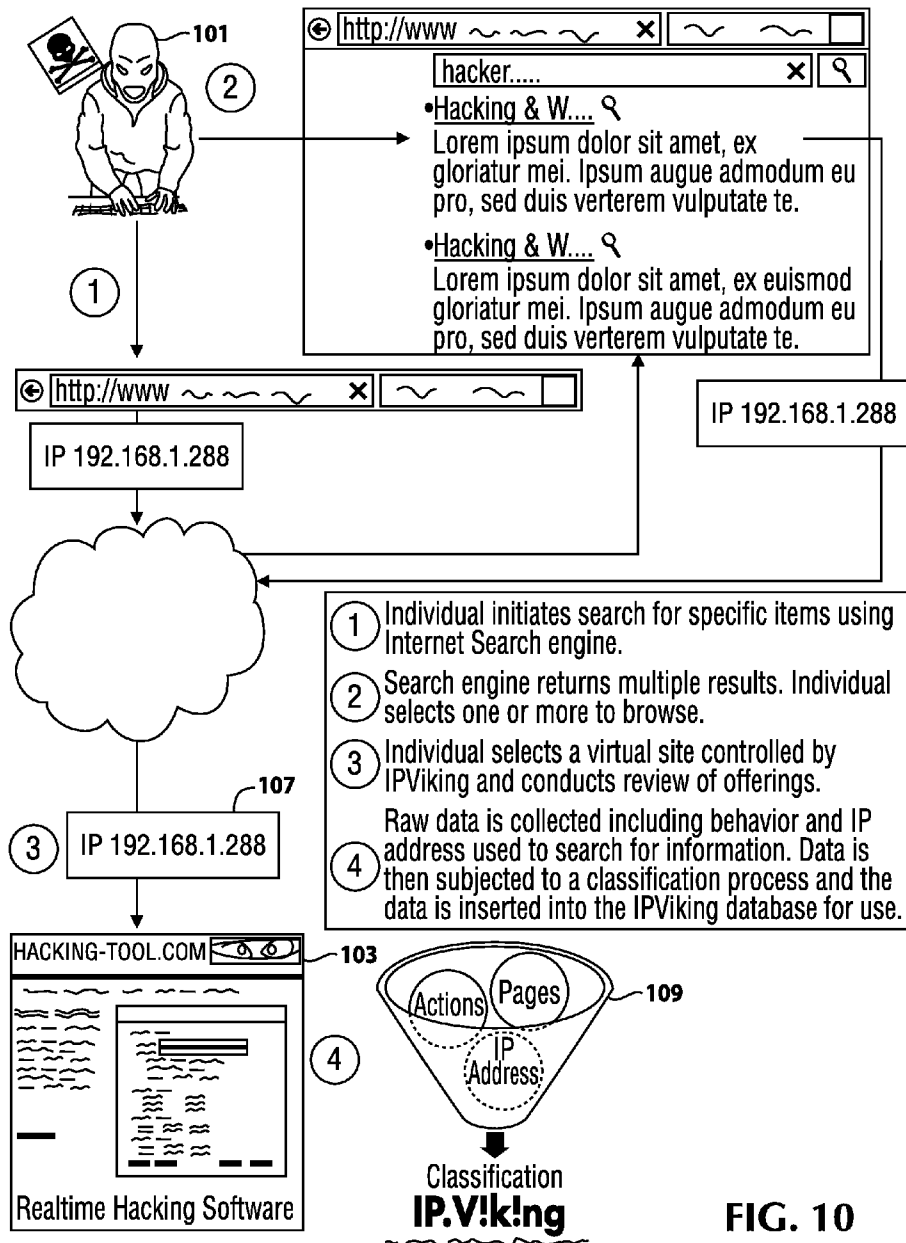 101
2
http://www
hacker.....
•Hacking & W....
Lorem ipsum dolor sit amet, ex
gloriatur mei. Ipsum augue admodum eu
pro, sed duis verterem vulputate te.
•Hacking & W....
Lorem ipsum dolor sit amet, ex euismod
gloriatur mei. Ipsum augue admodum eu
pro, sed duis verterem vulputate te.
1
http://www
IP 192.168.1.288
IP 192.168.1.288
1 Individual initiates search for specific items using
Internet Search engine.
2 Search engine returns multiple results. Individual
selects one or more to browse.
3 Individual selects a virtual site controlled by
IPViking and conducts review of offerings.
4 Raw data is collected including behavior and IP
address used to search for information. Data is
then subjected to a classification process and the
data is inserted into the IPViking database for use.
107
3
IP 192.168.1.288
HACKING-TOOL.COM
103
4
Realtime Hacking Software
Actions
Pages
IP
Address
109
Classification
IP.V!k!ng
FIG. 10